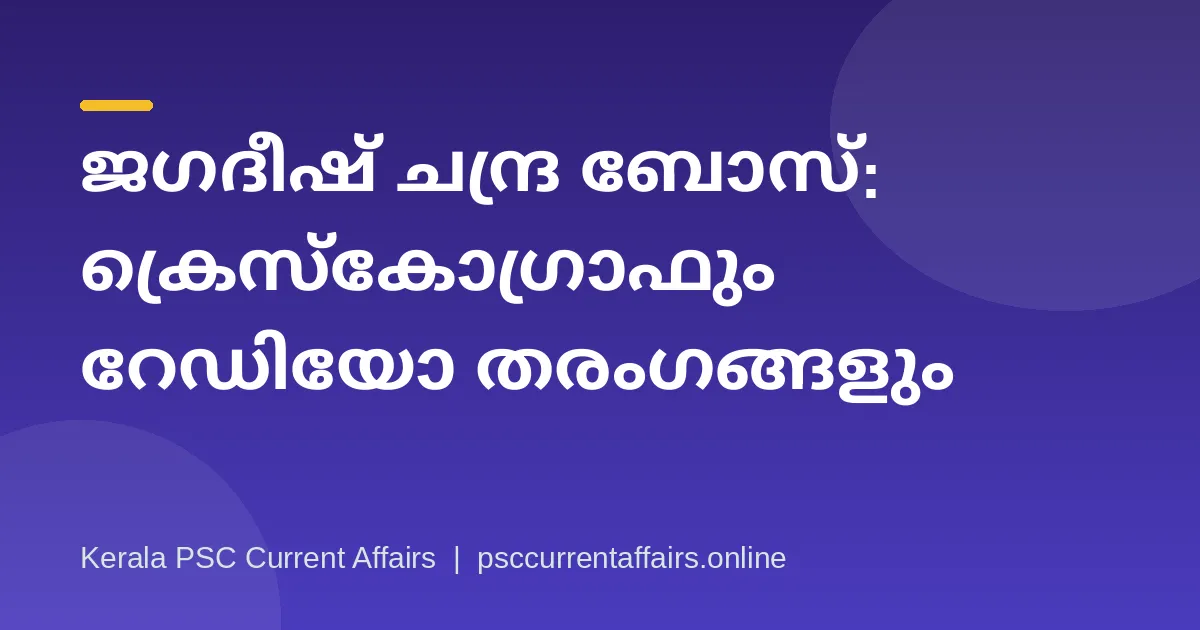 ജഗദീഷ് ചന്ദ്ര ബോസ്:
ക്രെസ്കോഗ്രാഫും
റേഡിയോ തരംഗങ്ങളും
Kerala PSC Current Affairs | psccurrentaffairs.online